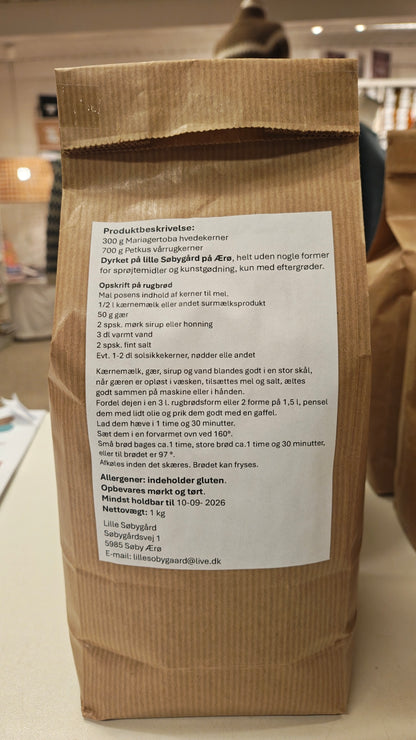 Produktbeskrivelse:
300 g Mariagertoba hvedekerner
700 g Petkus vårrugkerner
Dyrket på lille Søbygård på Ærø, helt uden nogle former
for sprøjtemidler og kunstgødning, kun med eftergrøder.
Opskrift på rugbrød
Mal posens indhold af kerner til mel.
1/2 l kærnemælk eller andet surmælksprodukt
50 g gær
2 spsk. mørk sirup eller honning
3 dl varmt vand
2 spsk. fint salt
Evt. 1-2 dl solsikkekerner, nødder elle andet
Kærnemælk, gær, sirup og vand blandes godt i en stor skål,
når gæren er opløst i væsken, tilsættes mel og salt, æltes
godt sammen på maskine eller i hånden.
Fordel dejen i en 3 l. rugbrødsform eller 2 forme på 1,5 l, pensel
dem med lidt olie og prik dem godt med en gaffel.
Lad dem hæve i 1 time og 30 minutter.
Sæt dem i en forvarmet ovn ved 160°.
Små brød bages ca.1 time, store brød ca.1 time og 30 minutter,
eller til brødet er 97 °.
Afkøles inden det skæres. Brødet kan fryses.
Allergener: indeholder gluten.
Opbevares mørkt og tørt.
Mindst holdbar til 10-09- 2026
Nettovægt: 1 kg
Lille Søbygård
Søbygårdsvej 1
5985 Søby Ærø
E-mail: lillesobygaard@live.dk